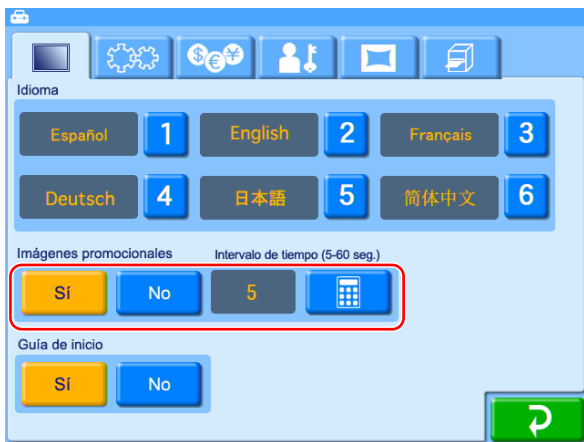 $ € ¥
Idioma
Español 1 English 2 Français 3
Deutsch 4 日本語 5 简体中文 6
Imágenes promocionales Intervalo de tiempo (5-60 seg.)
Sí No 5
Guía de inicio
Sí No